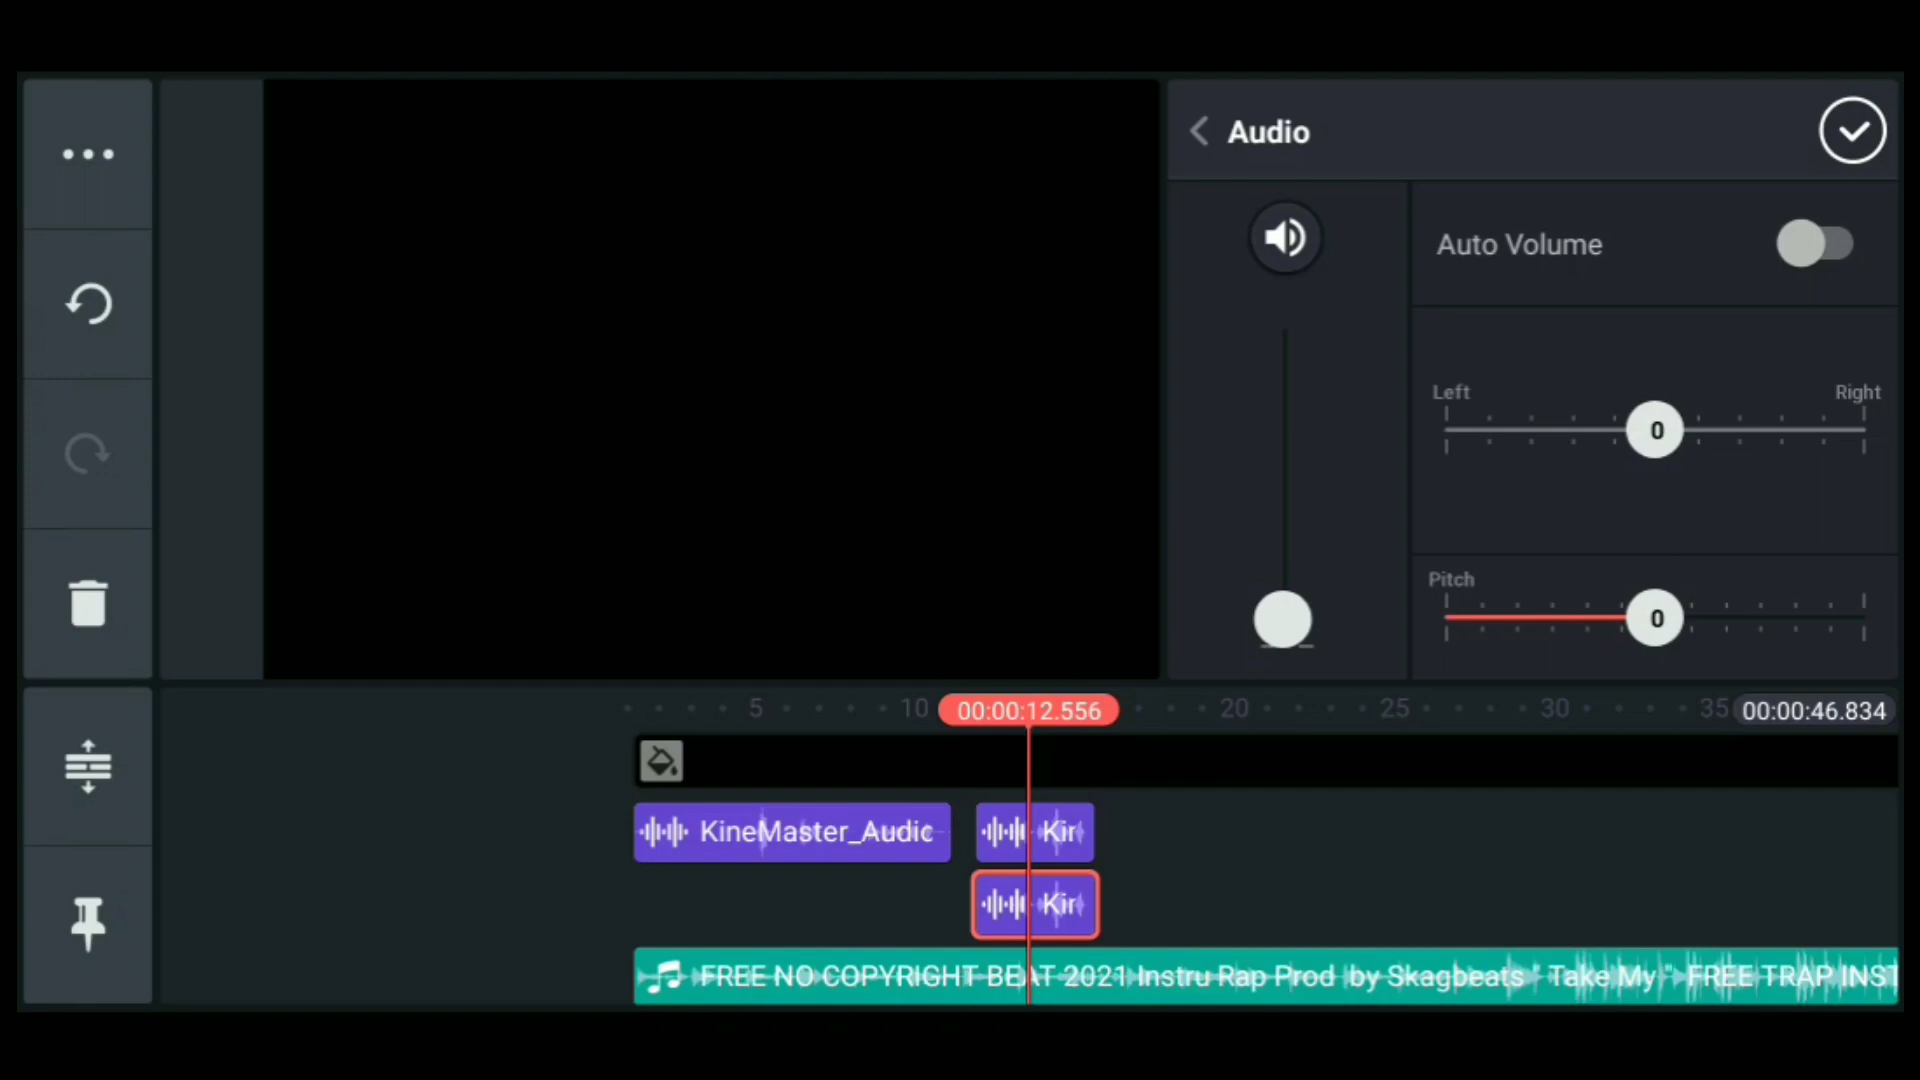 Audio
Auto Volume
Left
Right
0
Pitch
0
5
10
00:00:12.556
20
25
30
35
00:00:46.834
KineMaster_Audic
Kir
Kir
FREE NO COPYRIGHT BEAT 2021 Instru Rap Prod by Skagbeats " Take My " FREE TRAP INST